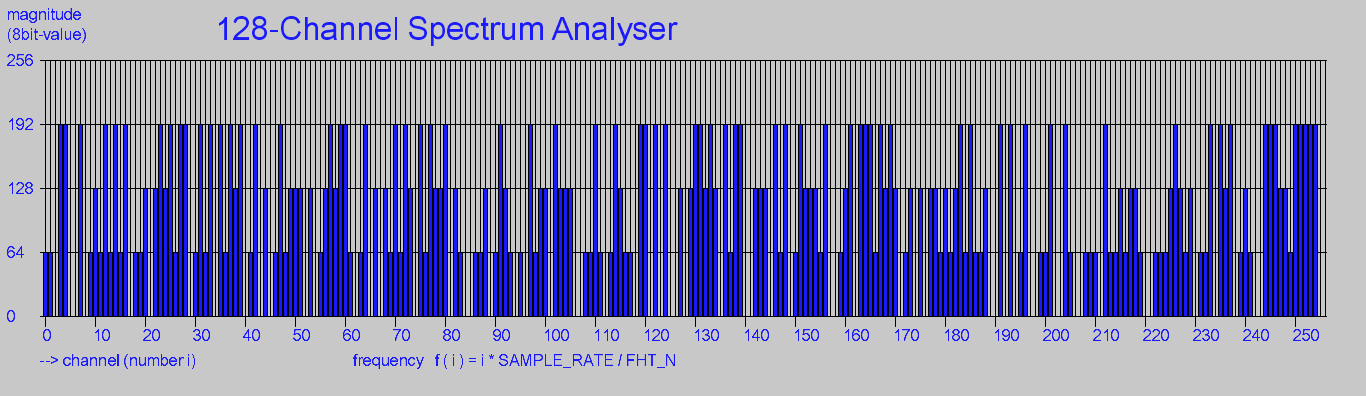 magnitude
(8bit-value)
128-Channel Spectrum Analyser
256
192
128
64
0
0 10 20 30 40 50 60 70 80 90 100 110 120 130 140 150 160 170 180 190 200 210 220 230 240 250
--> channel (number i) frequency f ( i ) = i * SAMPLE_RATE / FHT_N